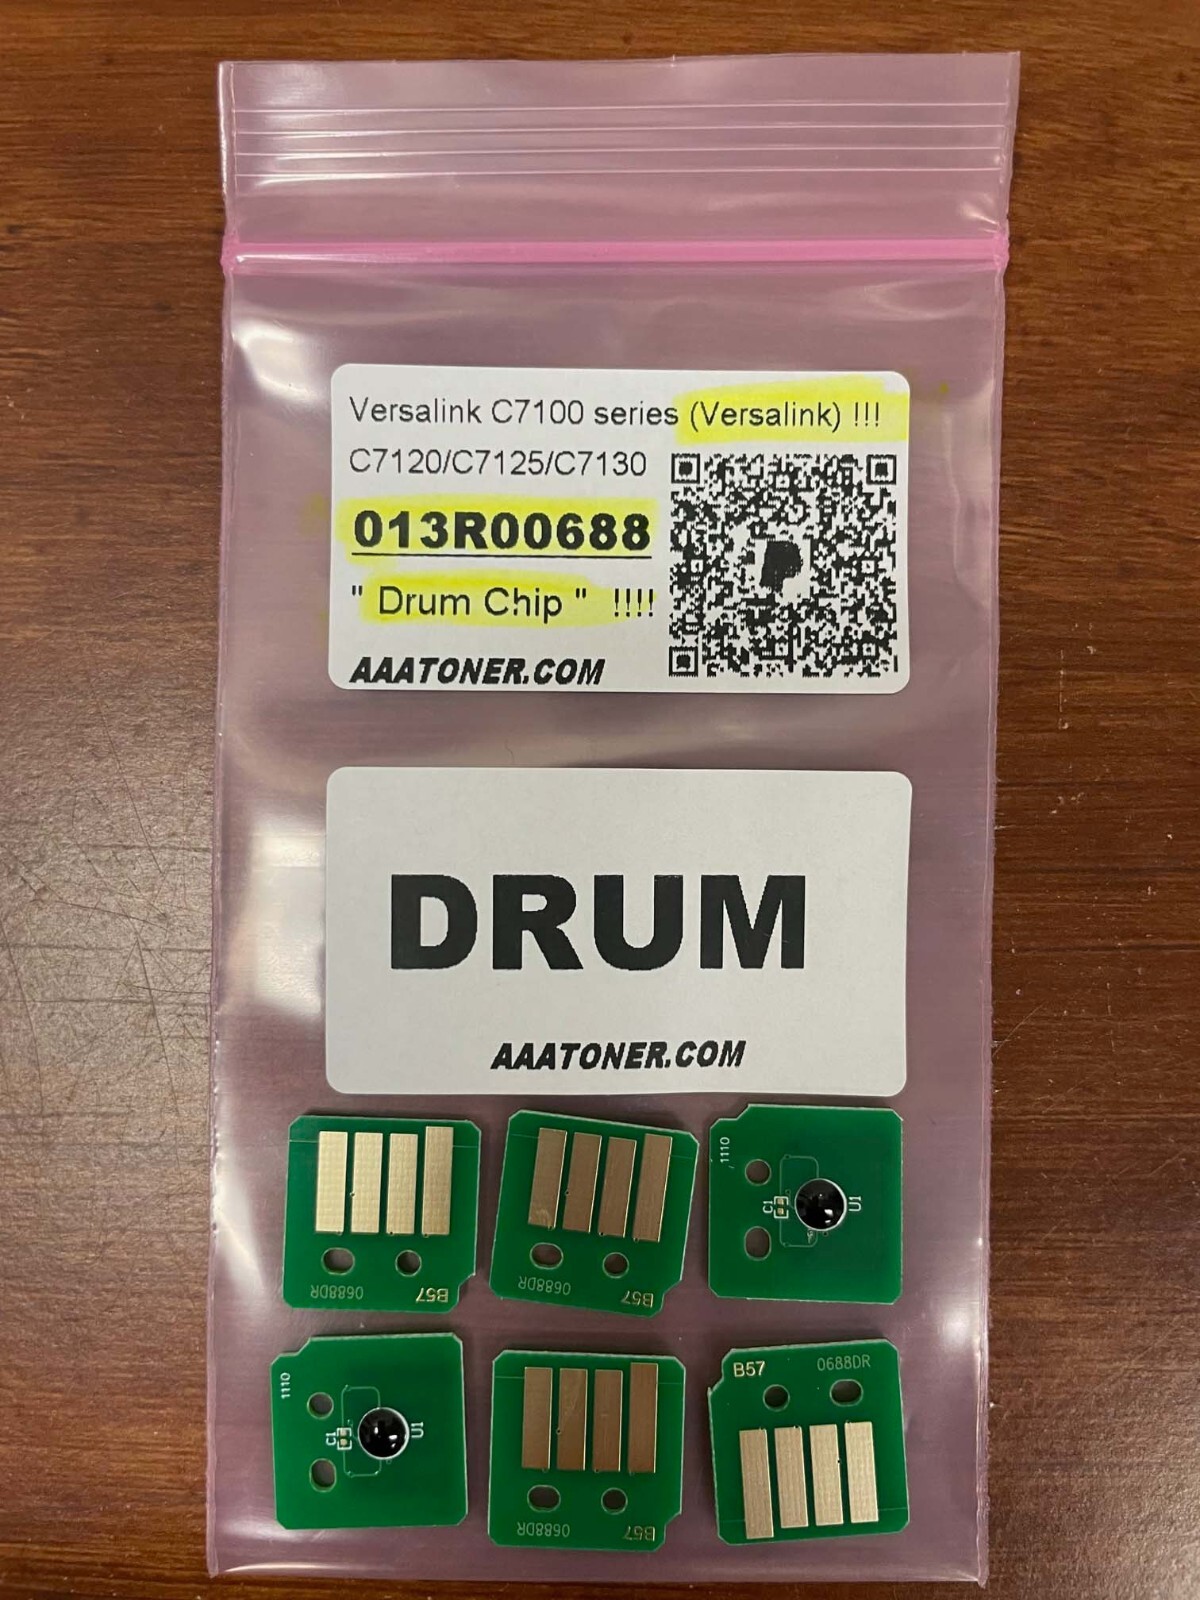 Versalink C7100 series (Versalink) !!!
C7120/C7125/C7130
013R00688
" Drum Chip " !!!!
AAATONER.COM
DRUM
AAATONER.COM
0688DR B57
0688DR B57
1110
C1 U1
1110
C1 U1
0688DR B57
B57 0688DR